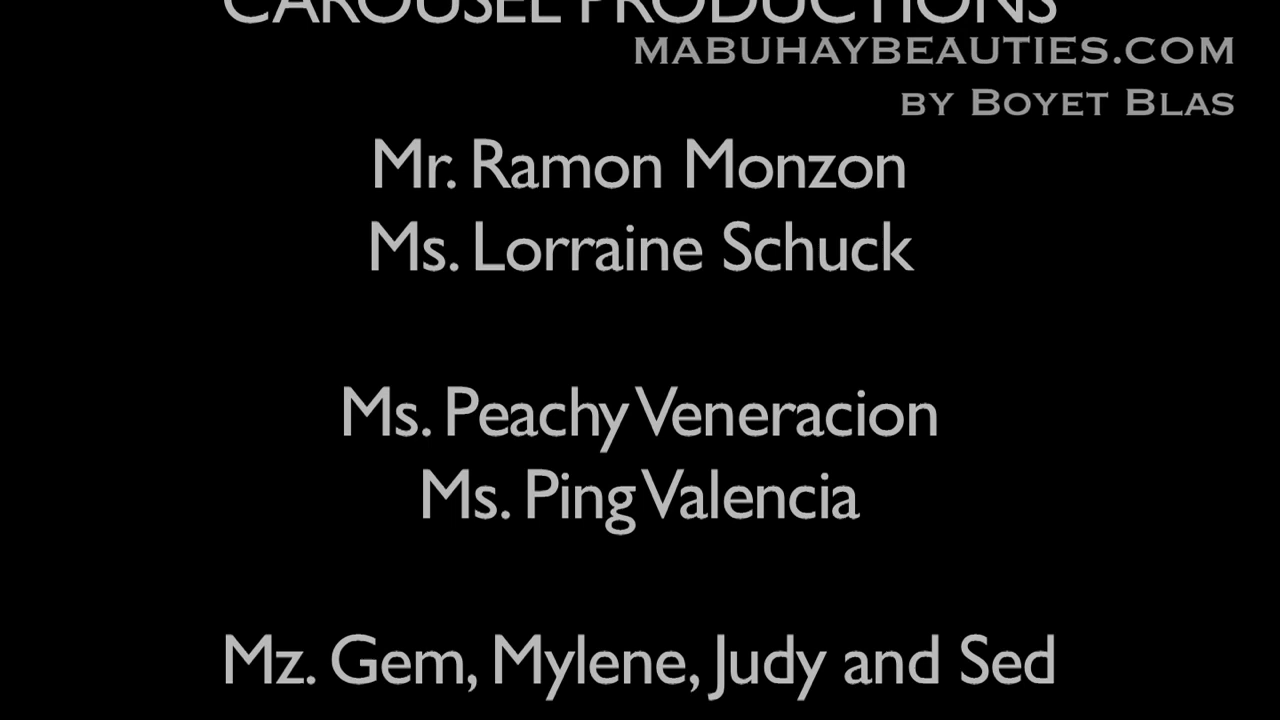 CAROUSEL PRODUCTIONS
MABUHAYBEAUTIES.COM
BY BOYET BLAS
Mr. Ramon Monzon
Ms. Lorraine Schuck
Ms. Peachy Veneracion
Ms. Ping Valencia
Mz. Gem, Mylene, Judy and Sed